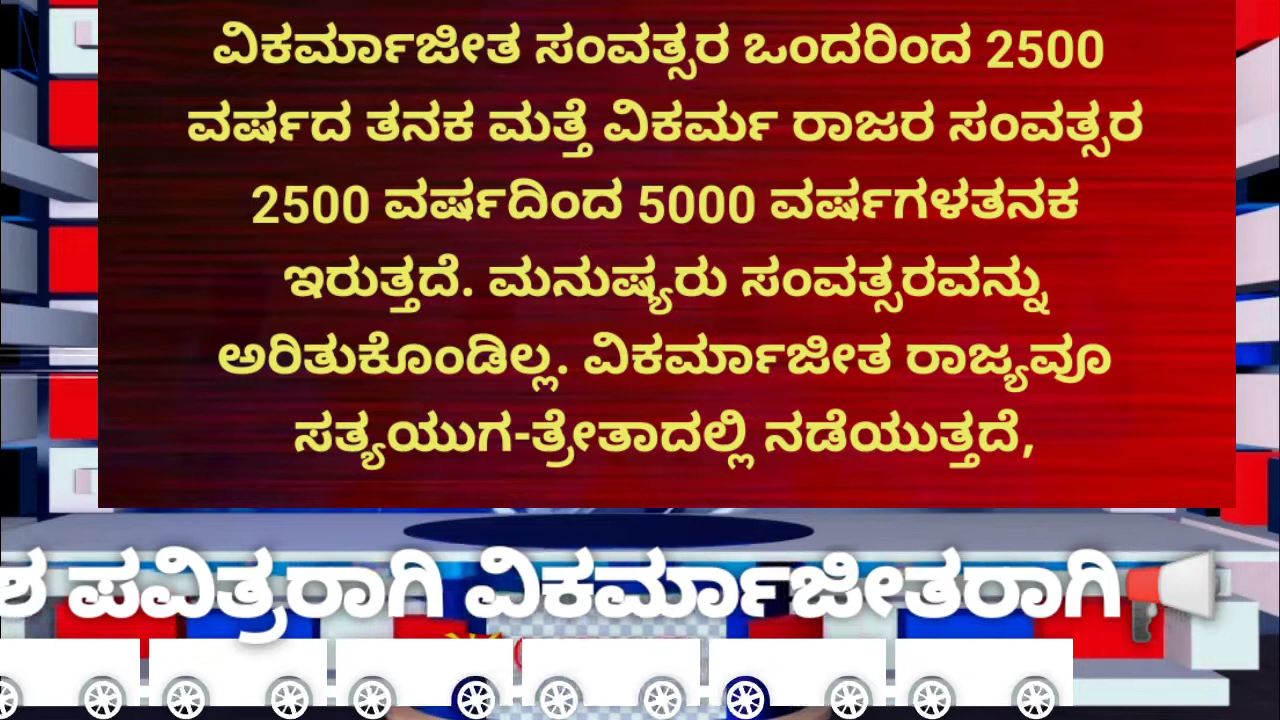 ವಿಕರ್ಮಾಜೀತ ಸಂವತ್ಸರ ಒಂದರಿಂದ 2500
ವರ್ಷದ ತನಕ ಮತ್ತೆ ವಿಕರ್ಮ ರಾಜರ ಸಂವತ್ಸರ
2500 ವರ್ಷದಿಂದ 5000 ವರ್ಷಗಳತನಕ
ಇರುತ್ತದೆ. ಮನುಷ್ಯರು ಸಂವತ್ಸರವನ್ನು
ಅರಿತುಕೊಂಡಿಲ್ಲ. ವಿಕರ್ಮಾಜೀತ ರಾಜ್ಯವೂ
ಸತ್ಯಯುಗ-ತ್ರೇತಾದಲ್ಲಿ ನಡೆಯುತ್ತದೆ,
ಪವಿತ್ರರಾಗಿ ವಿಕರ್ಮಾಜೀತರಾಗಿ